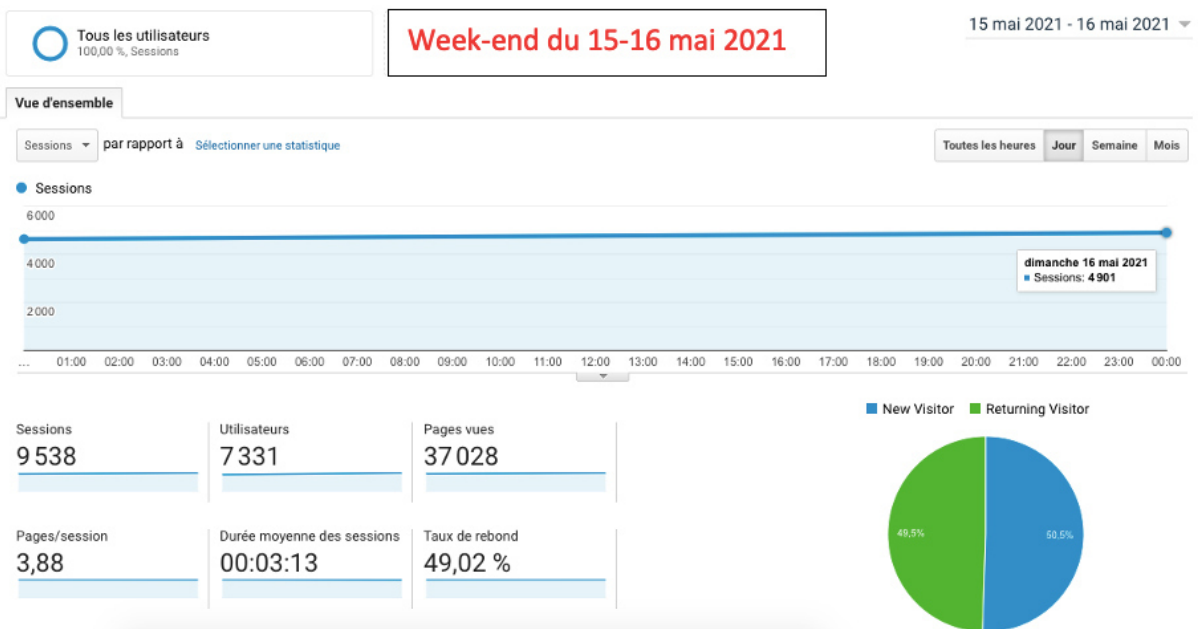 Tous les utilisateurs
100,00 %, Sessions
Week-end du 15-16 mai 2021
15 mai 2021 - 16 mai 2021
Vue d'ensemble
Sessions par rapport à Sélectionner une statistique
Toutes les heures Jour Semaine Mois
Sessions
6 000
4 000
2 000
dimanche 16 mai 2021
Sessions: 4 901
... 01:00 02:00 03:00 04:00 05:00 06:00 07:00 08:00 09:00 10:00 11:00 12:00 13:00 14:00 15:00 16:00 17:00 18:00 19:00 20:00 21:00 22:00 23:00 00:00
New Visitor Returning Visitor
Sessions Utilisateurs Pages vues
9 538 7 331 37 028
Pages/session Durée moyenne des sessions Taux de rebond
3,88 00:03:13 49,02 %
49,5% 50,5%